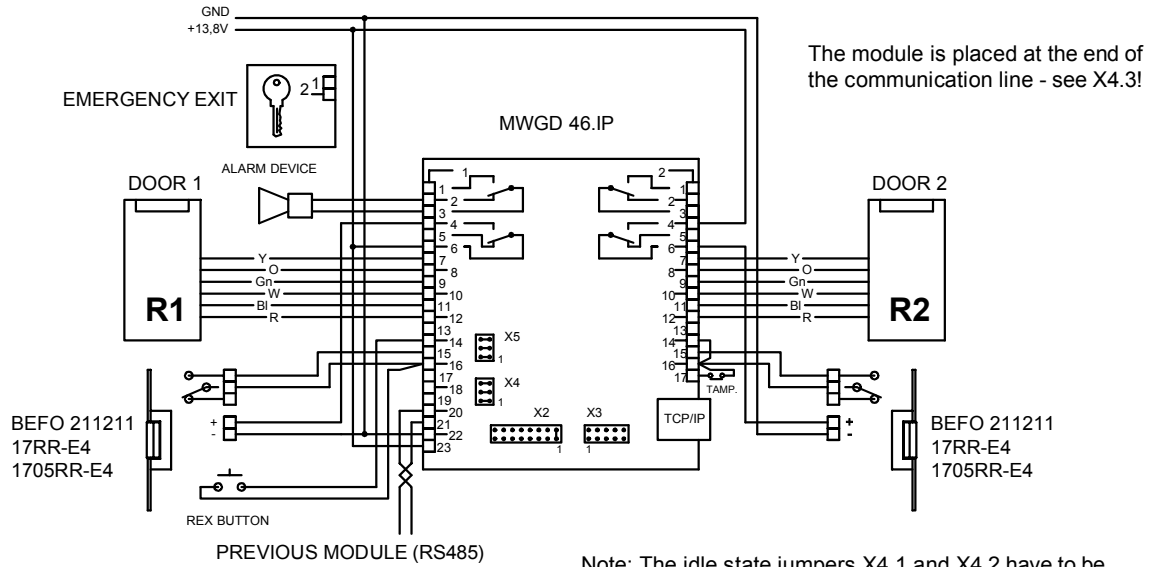 GND
+13,8V
The module is placed at the end of
the communication line - see X4.3!
2 1
EMERGENCY EXIT
MWGD 46.IP
ALARM DEVICE
DOOR 1
DOOR 2
1
2
1
2
3
4
5
6
7
8
9
10
11
12
13
14
15
16
17
18
19
20
21
22
23
1
2
3
4
5
6
7
8
9
10
11
12
13
14
15
16
17
Y
O
Gn
W
Bl
R
Y
O
Gn
W
Bl
R
R1
R2
X5
1
X4
1
X2
1
X3
1
TAMP.
TCP/IP
BEFO 211211
17RR-E4
1705RR-E4
+
-
+
-
BEFO 211211
17RR-E4
1705RR-E4
REX BUTTON
PREVIOUS MODULE (RS485)
Note: The idle state jumpers X4.1 and X4.2 have to be